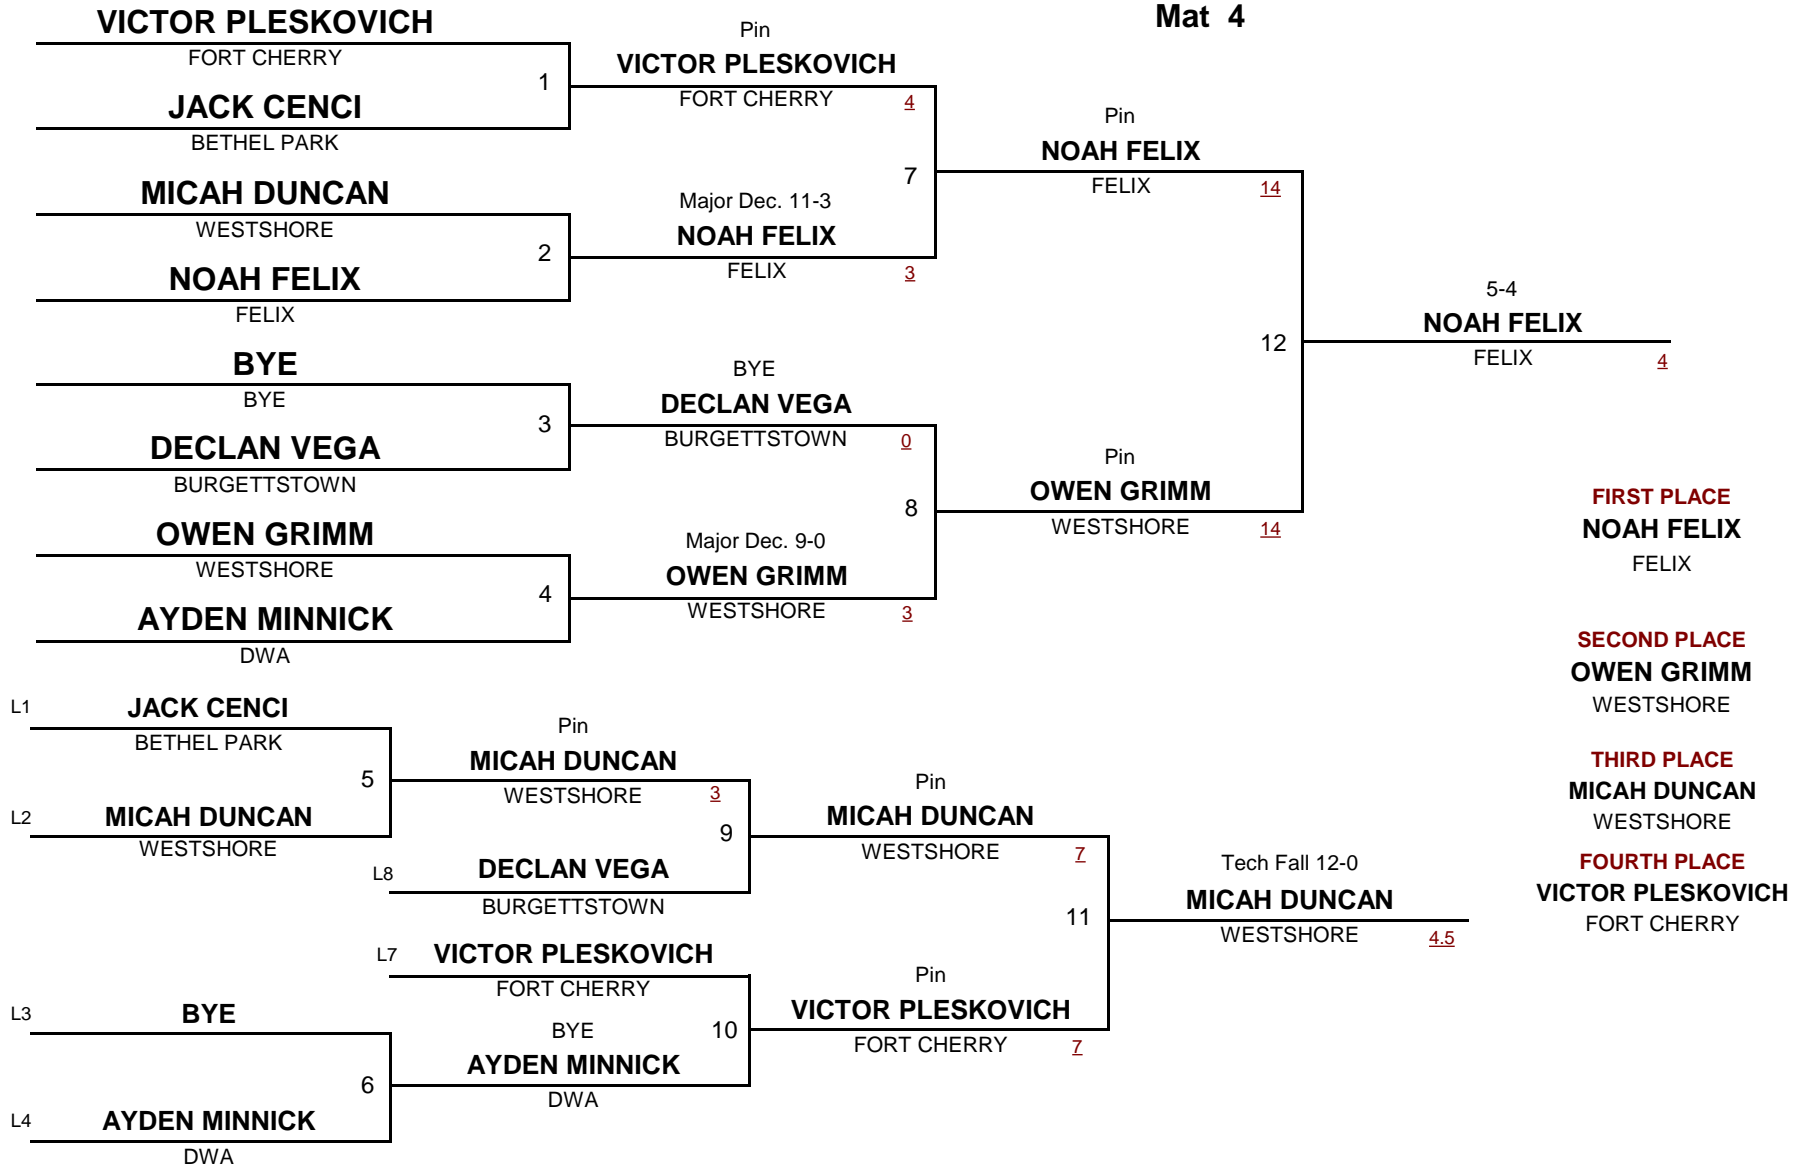 Mat 4
VICTOR PLESKOVICH
FORT CHERRY
1
JACK CENCI
BETHEL PARK
MICAH DUNCAN
WESTSHORE
2
NOAH FELIX
FELIX
BYE
BYE
3
DECLAN VEGA
BURGETTSTOWN
OWEN GRIMM
WESTSHORE
4
AYDEN MINNICK
DWA
Pin
VICTOR PLESKOVICH
FORT CHERRY 4
7
Major Dec. 11-3
NOAH FELIX
FELIX 3
BYE
DECLAN VEGA
BURGETTSTOWN 0
8
Major Dec. 9-0
OWEN GRIMM
WESTSHORE 3
Pin
NOAH FELIX
FELIX 14
12
Pin
OWEN GRIMM
WESTSHORE 14
5-4
NOAH FELIX
FELIX 4
FIRST PLACE
NOAH FELIX
FELIX
SECOND PLACE
OWEN GRIMM
WESTSHORE
THIRD PLACE
MICAH DUNCAN
WESTSHORE
FOURTH PLACE
VICTOR PLESKOVICH
FORT CHERRY
L1 JACK CENCI
BETHEL PARK
5
L2 MICAH DUNCAN
WESTSHORE
L3 BYE
6
L4 AYDEN MINNICK
DWA
Pin
MICAH DUNCAN
WESTSHORE 3
9
L8 DECLAN VEGA
BURGETTSTOWN
L7 VICTOR PLESKOVICH
FORT CHERRY
10
BYE
AYDEN MINNICK
DWA
Pin
MICAH DUNCAN
WESTSHORE 7
11
Pin
VICTOR PLESKOVICH
FORT CHERRY 7
Tech Fall 12-0
MICAH DUNCAN
WESTSHORE 4.5